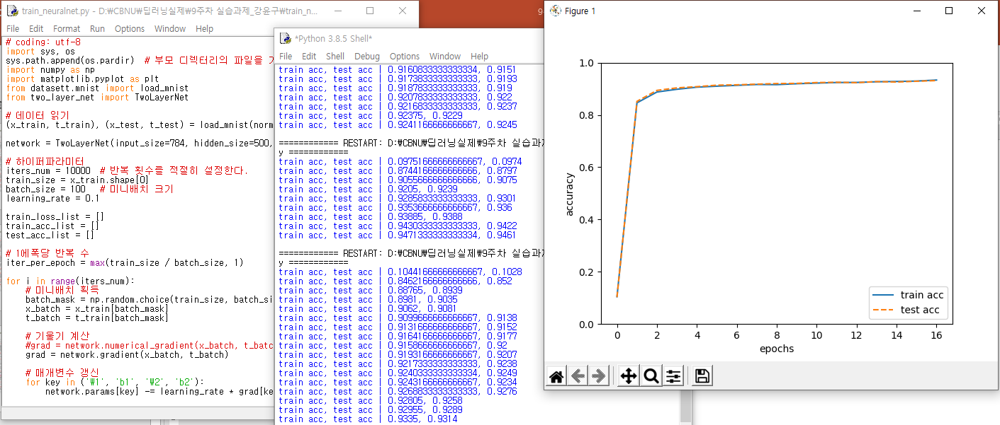 train_neuralnet.py - D:₩CBNU₩딥러닝실제₩9주차 실습과제_강윤구₩train_n...
File Edit Format Run Options Window Help
# coding: utf-8
import sys, os
sys.path.append(os.pardir) # 부모 디렉터리의 파일을
import numpy as np
import matplotlib.pyplot as plt
from datasett.mnist import load_mnist
from two_layer_net import TwoLayerNet
# 데이터 읽기
(x_train, t_train), (x_test, t_test) = load_mnist(norm
network = TwoLayerNet(input_size=784, hidden_size=500,
# 하이퍼파라미터
iters_num = 10000 # 반복 횟수를 적절히 설정한다.
train_size = x_train.shape[0]
batch_size = 100 # 미니배치 크기
learning_rate = 0.1
train_loss_list = []
train_acc_list = []
test_acc_list = []
# 1에폭당 반복 수
iter_per_epoch = max(train_size / batch_size, 1)
for i in range(iters_num):
# 미니배치 획득
batch_mask = np.random.choice(train_size, batch_si
x_batch = x_train[batch_mask]
t_batch = t_train[batch_mask]
# 기울기 계산
#grad = network.numerical_gradient(x_batch, t_batc
grad = network.gradient(x_batch, t_batch)
# 매개변수 갱신
for key in ('W1', 'b1', 'W2', 'b2'):
network.params[key] -= learning_rate * grad[ke
*Python 3.8.5 Shell*
File Edit Shell Debug Options Window Help
train acc, test acc | 0.9160833333333334, 0.9151
train acc, test acc | 0.9173833333333333, 0.9193
train acc, test acc | 0.9187833333333333, 0.919
train acc, test acc | 0.9207833333333333, 0.922
train acc, test acc | 0.9216833333333333, 0.9237
train acc, test acc | 0.92375, 0.9229
train acc, test acc | 0.9241166666666667, 0.9245
============ RESTART: D:₩CBNU₩딥러닝실제₩9주차 실습과제
y ============
train acc, test acc | 0.09751666666666667, 0.0974
train acc, test acc | 0.8744166666666666, 0.8797
train acc, test acc | 0.9055666666666666, 0.9075
train acc, test acc | 0.9205, 0.9239
train acc, test acc | 0.9285833333333333, 0.9301
train acc, test acc | 0.9353666666666667, 0.936
train acc, test acc | 0.93885, 0.9388
train acc, test acc | 0.9430333333333333, 0.9422
train acc, test acc | 0.9471333333333334, 0.9461
============ RESTART: D:₩CBNU₩딥러닝실제₩9주차 실습과제
y ============
train acc, test acc | 0.10441666666666667, 0.1028
train acc, test acc | 0.8462166666666666, 0.852
train acc, test acc | 0.88765, 0.8939
train acc, test acc | 0.8981, 0.9035
train acc, test acc | 0.9062, 0.9081
train acc, test acc | 0.9099666666666667, 0.9138
train acc, test acc | 0.9131666666666667, 0.9152
train acc, test acc | 0.9164166666666667, 0.9177
train acc, test acc | 0.9158666666666667, 0.92
train acc, test acc | 0.9193166666666667, 0.9207
train acc, test acc | 0.9217333333333333, 0.9238
train acc, test acc | 0.9240333333333334, 0.9249
train acc, test acc | 0.9243166666666667, 0.9234
train acc, test acc | 0.9268833333333333, 0.9276
train acc, test acc | 0.92805, 0.9258
train acc, test acc | 0.92955, 0.9289
train acc, test acc | 0.9335, 0.9314
9
Figure 1
1.0
0.8
0.6
0.4
0.2
0.0
accuracy
train acc
test acc
0 2 4 6 8 10 12 14 16
epochs